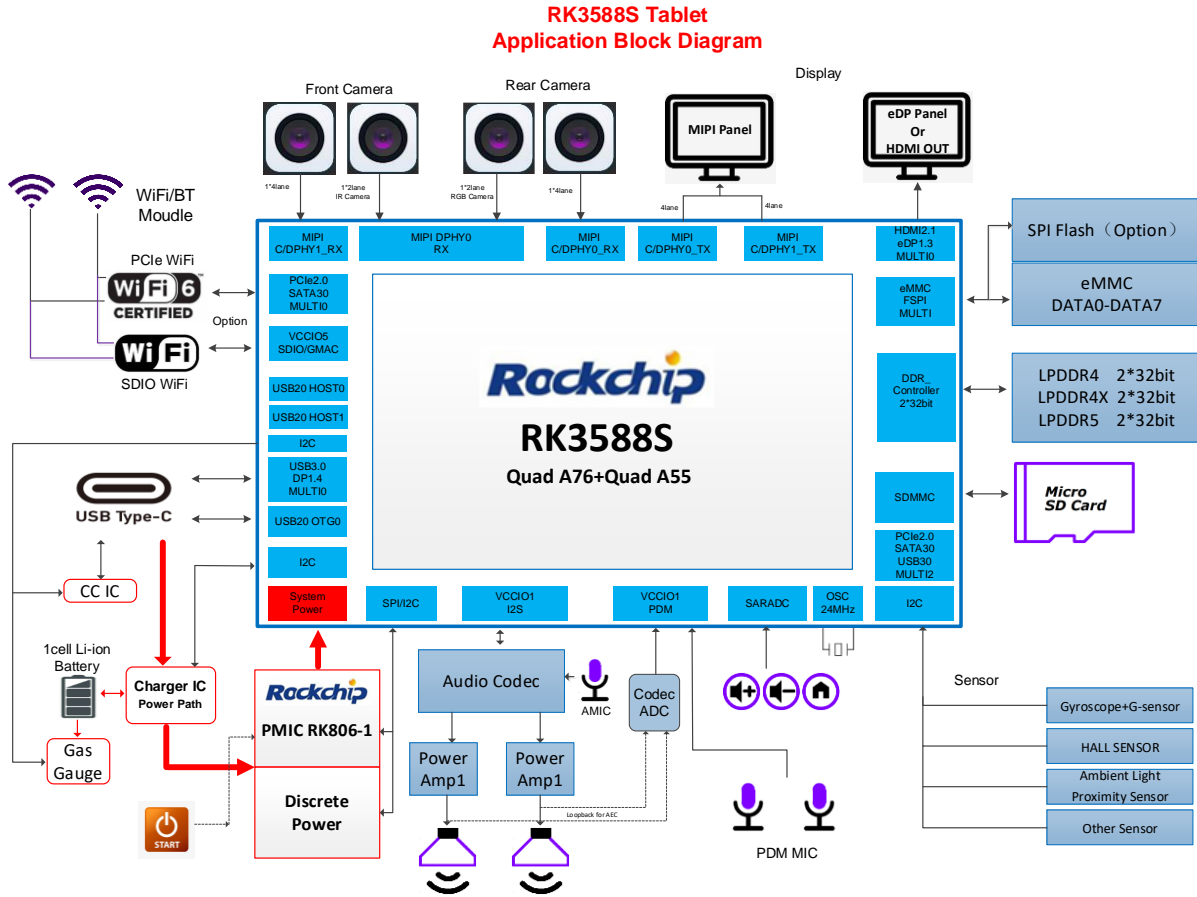 RK3588S Tablet
Application Block Diagram
Front Camera
Rear Camera
Display
MIPI Panel
eDP Panel
Or
HDMI OUT
1*4lane
1*2lane
IR Camera
1*2lane
RGB Camera
1*4lane
4lane
4lane
WiFi/BT
Moudle
PCIe WiFi
Wi Fi 6
™
CERTIFIED
Option
Wi Fi
SDIO WiFi
MIPI
C/DPHY1_RX
MIPI DPHY0
RX
MIPI
C/DPHY0_RX
MIPI
C/DPHY0_TX
MIPI
C/DPHY1_TX
HDMI2.1
eDP1.3
MULTI0
PCIe2.0
SATA30
MULTI0
VCCIO5
SDIO/GMAC
USB20 HOST0
USB20 HOST1
I2C
USB3.0
DP1.4
MULTI0
USB20 OTG0
I2C
System
Power
SPI/I2C
VCCIO1
I2S
VCCIO1
PDM
SARADC
OSC
24MHz
I2C
eMMC
FSPI
MULTI
DDR_
Controller
2*32bit
SDMMC
PCIe2.0
SATA30
USB30
MULTI2
Rockchip
RK3588S
Quad A76+Quad A55
SPI Flash（Option）
eMMC
DATA0-DATA7
LPDDR4 2*32bit
LPDDR4X 2*32bit
LPDDR5 2*32bit
Micro
SD Card
USB Type-C
CC IC
1cell Li-ion
Battery
Charger IC
Power Path
Gas
Gauge
START
Rockchip
PMIC RK806-1
Discrete
Power
Audio Codec
AMIC
Codec
ADC
Power
Amp1
Power
Amp1
Loopback for AEC
PDM MIC
Sensor
Gyroscope+G-sensor
HALL SENSOR
Ambient Light
Proximity Sensor
Other Sensor